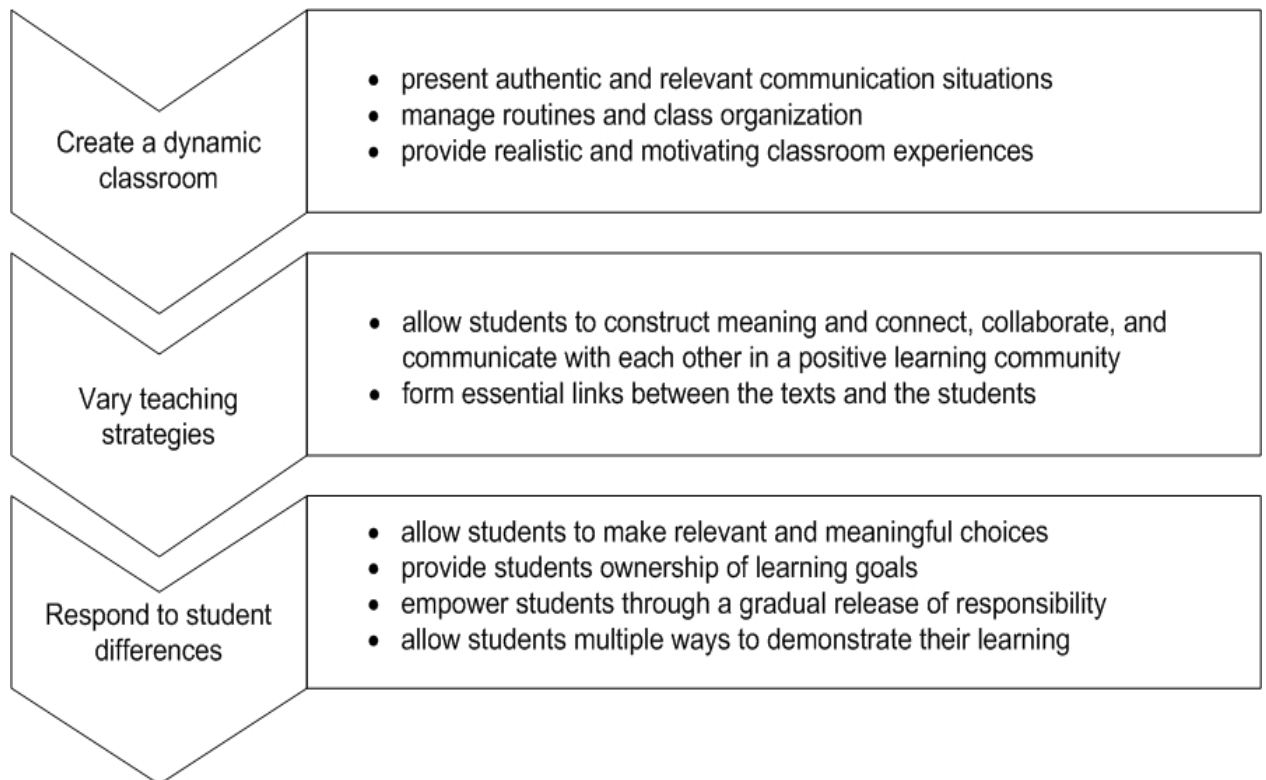 Create a dynamic
classroom
• present authentic and relevant communication situations
• manage routines and class organization
• provide realistic and motivating classroom experiences
Vary teaching
strategies
• allow students to construct meaning and connect, collaborate, and
communicate with each other in a positive learning community
• form essential links between the texts and the students
Respond to student
differences
• allow students to make relevant and meaningful choices
• provide students ownership of learning goals
• empower students through a gradual release of responsibility
• allow students multiple ways to demonstrate their learning